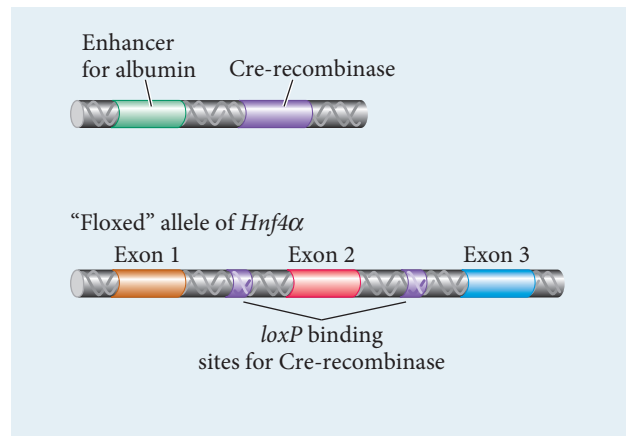 Enhancer
for albumin
Cre-recombinase
“Floxed” allele of Hnf4α
Exon 1
Exon 2
Exon 3
loxP binding
sites for Cre-recombinase